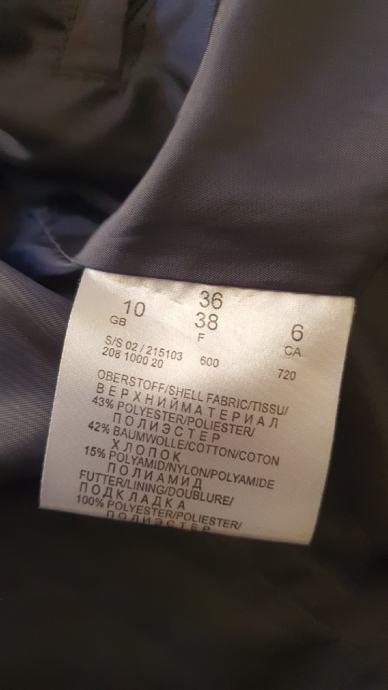 36
10 38 6
GB F CA
S/S 02 / 215103 600 720
208 1000 20
OBERSTOFF/SHELL FABRIC/TISSU/
ВЕРХНИЙМАТЕРИАЛ
43% POLYESTER/POLIESTER/
ПОЛИЭСТЕР
42% BAUMWOLLE/COTTON/COTON
ХЛОПОК
15% POLYAMID/NYLON/POLYAMIDE
ПОЛИАМИД
FUTTER/LINING/DOUBLURE/
ПОДКЛАДКА
100% POLYESTER/POLIESTER/
ПОЛИЭСТЕР